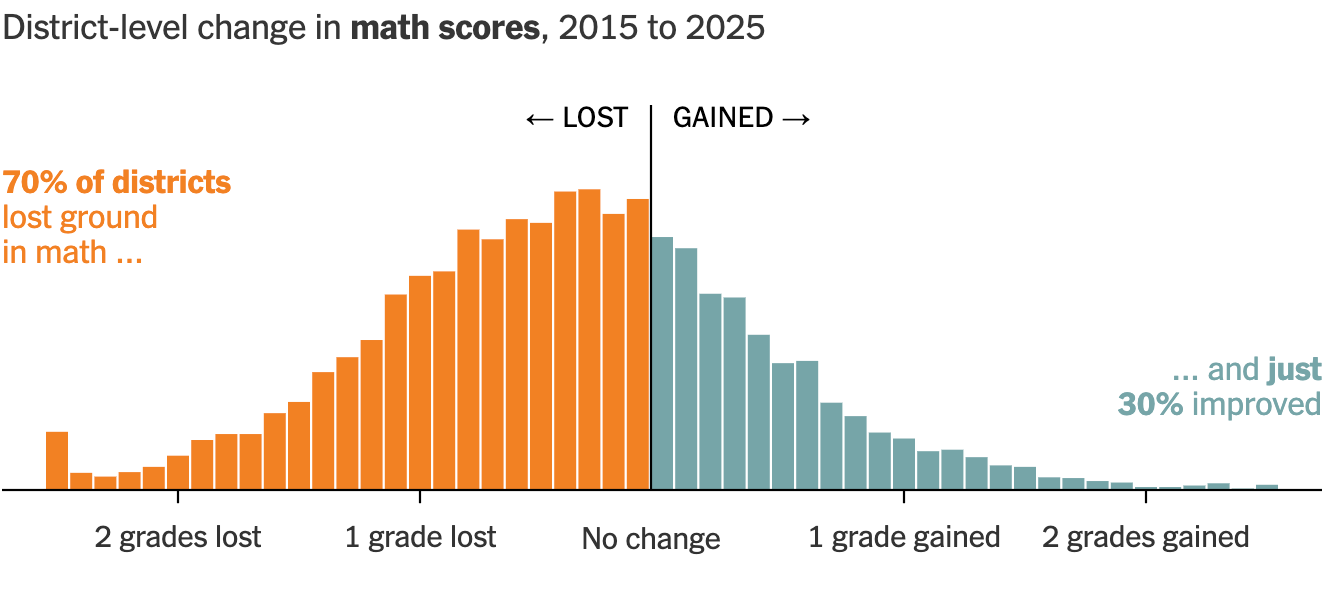 District-level change in math scores, 2015 to 2025
← LOST
GAINED →
70% of districts
lost ground
in math ...
... and just
30% improved
2 grades lost
1 grade lost
No change
1 grade gained
2 grades gained